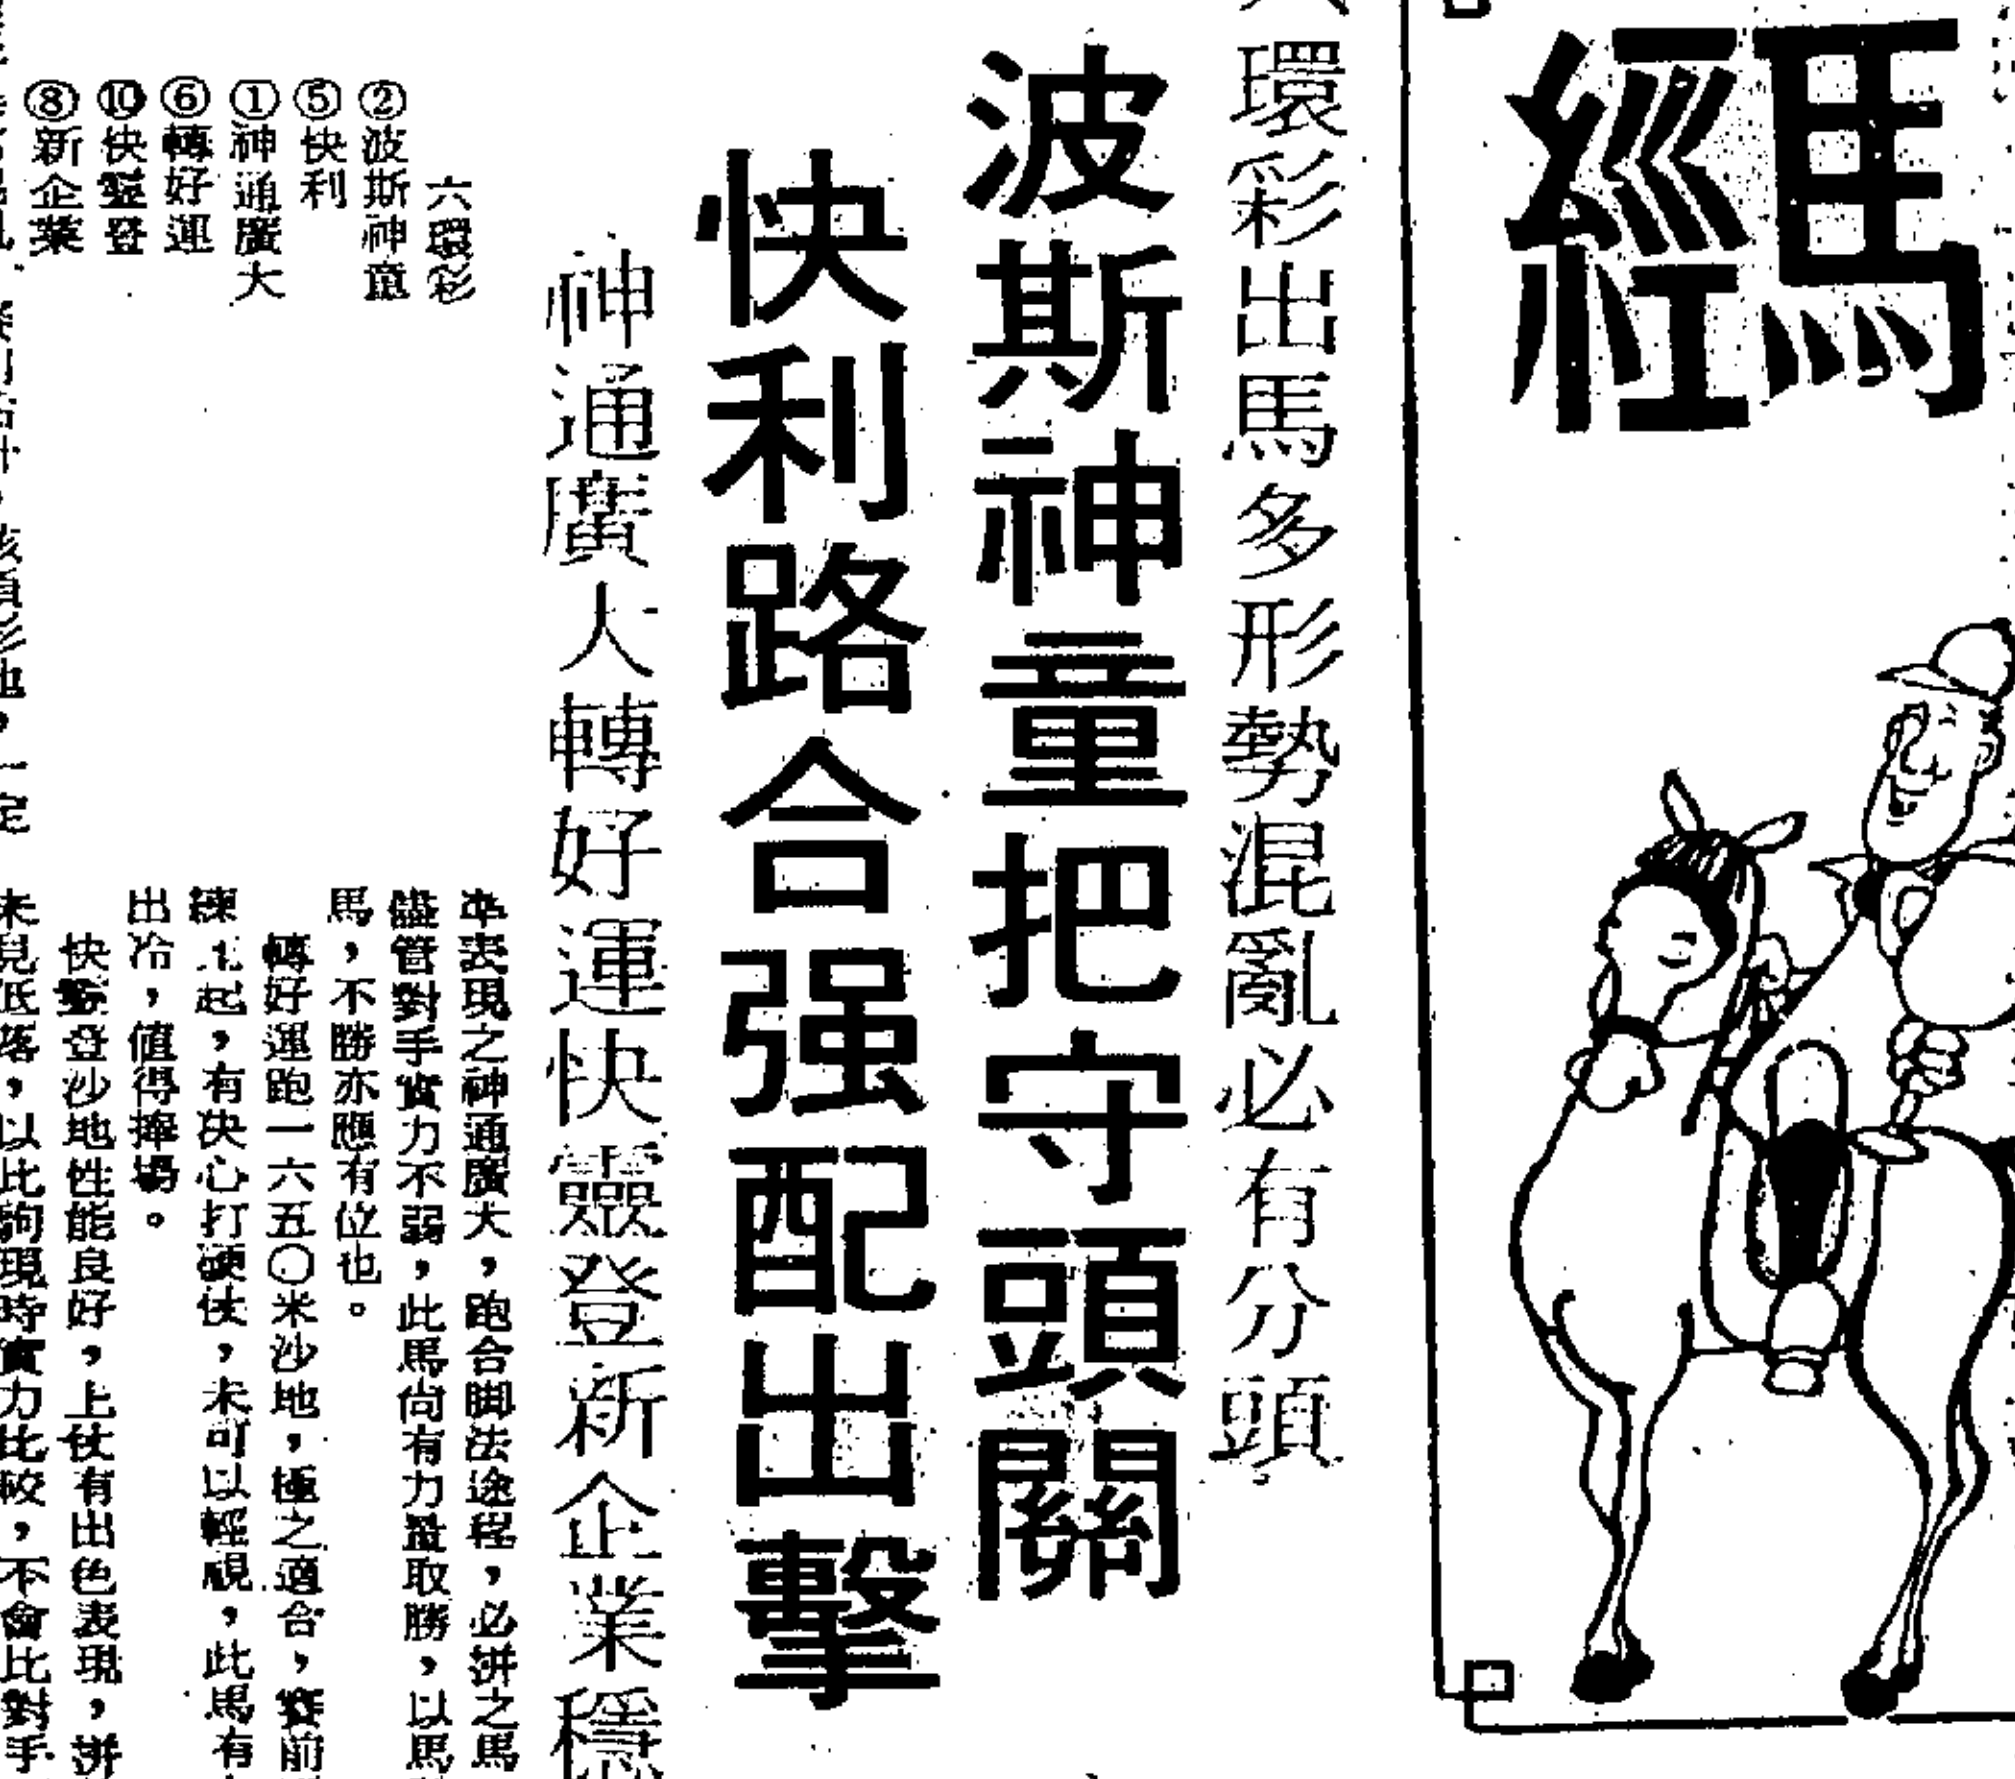 馬經
六環彩出馬多形勢混亂必有分頭
波斯神童把守頭關
快利路合强配出擊
神通廣大轉好運快靈登新企業穩
六環彩
②波斯神童
⑤快利
①神通廣大
⑥轉好運
⑩快靈登
⑧新企業
準表現之神通廣大，跑合脚法途程，必拼之馬
儘管對手實力不弱，此馬尚有力量取勝，以馬
馬，不勝亦應有位也。
轉好運跑一六五〇米沙地，極之適合，賽前
練起，有決心打硬仗，未可以輕視，此馬有
出冷，值得捧場。
快靈登沙地性能良好，上仗有出色表現，拼
未見低落，以此駒現時實力比較，不會比對手